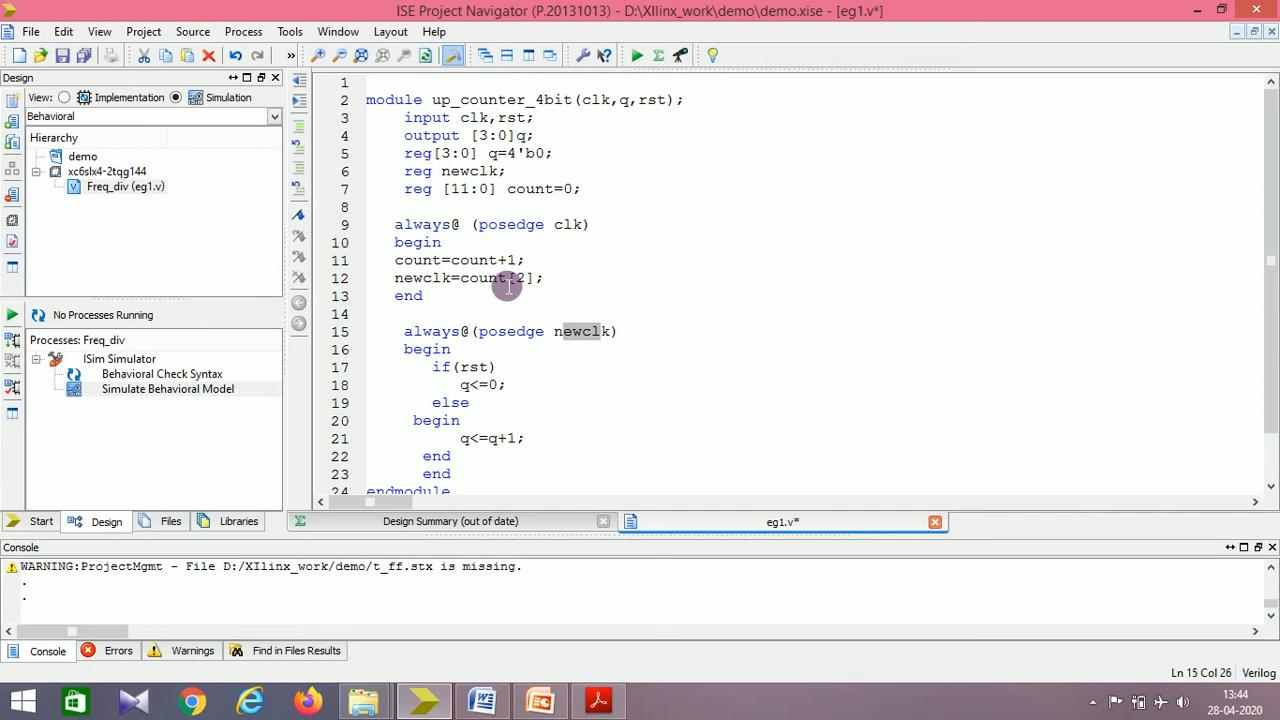 ISE Project Navigator (P.20131013) - D:\XIlinx_work\demo\demo.xise - [eg1.v*]
File Edit View Project Source Process Tools Window Layout Help
Design
View: Implementation Simulation
Behavioral
Hierarchy
demo
xc6slx4-2tqg144
Freq_div (eg1.v)
No Processes Running
Processes: Freq_div
ISim Simulator
Behavioral Check Syntax
Simulate Behavioral Model
1
2 module up_counter_4bit(clk,q,rst);
3 input clk,rst;
4 output [3:0]q;
5 reg[3:0] q=4'b0;
6 reg newclk;
7 reg [11:0] count=0;
8
9 always@ (posedge clk)
10 begin
11 count=count+1;
12 newclk=count[2];
13 end
14
15 always@(posedge newclk)
16 begin
17 if(rst)
18 q<=0;
19 else
20 begin
21 q<=q+1;
22 end
23 end
24 endmodule
Start Design Files Libraries
Design Summary (out of date) eg1.v*
Console
WARNING:ProjectMgmt - File D:/XIlinx_work/demo/t_ff.stx is missing.
.
.
Console Errors Warnings Find in Files Results
Ln 15 Col 26 Verilog
13:44
28-04-2020